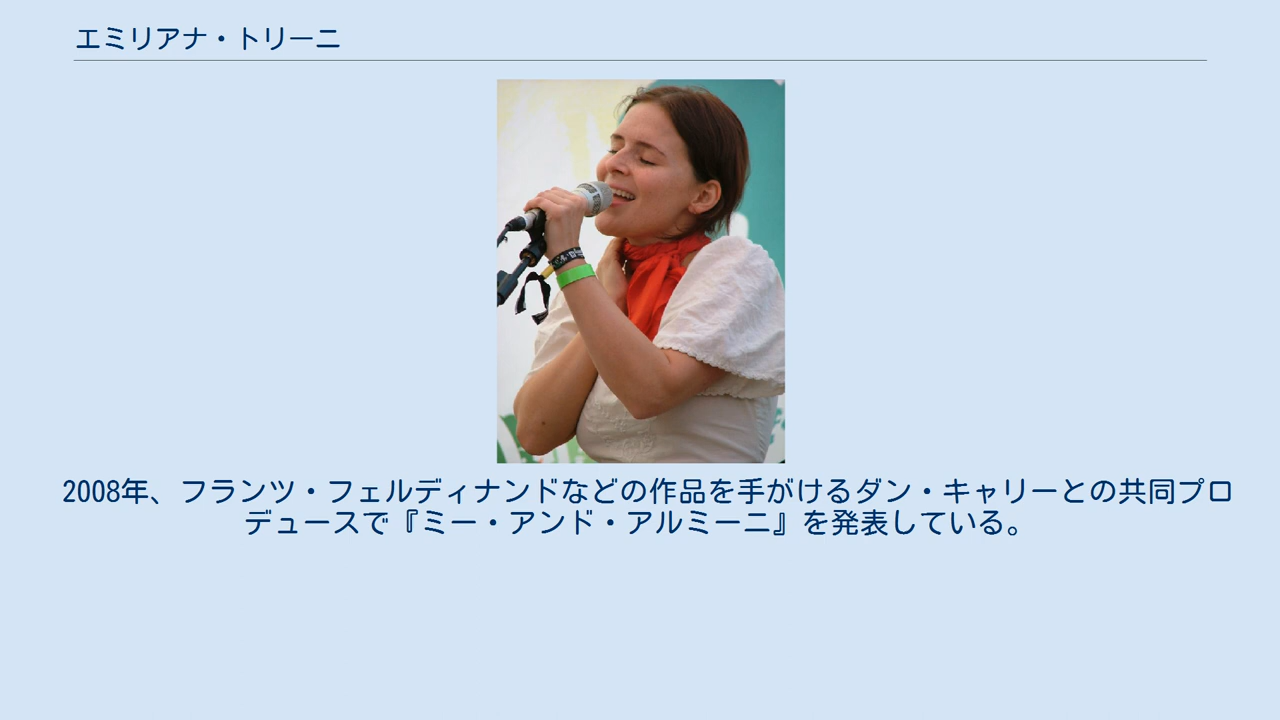 エミリアナ・トリーニ
2008年、フランツ・フェルディナンドなどの作品を手がけるダン・キャリーとの共同プロ
デュースで『ミー・アンド・アルミーニ』を発表している。